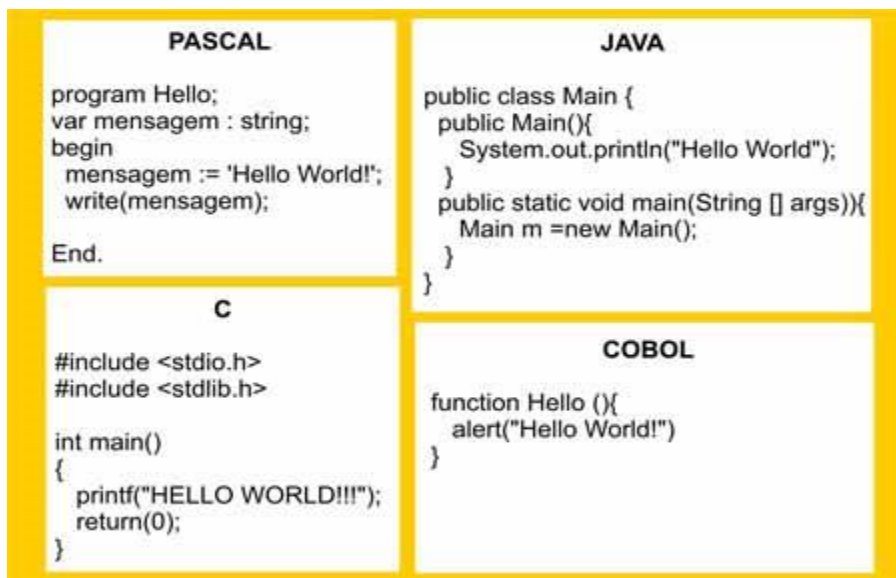 PASCAL
program Hello;
var mensagem : string;
begin
mensagem := 'Hello World!';
write(mensagem);
End.
JAVA
public class Main {
public Main(){
System.out.println("Hello World");
}
public static void main(String [] args)){
Main m =new Main();
}
}
C
#include <stdio.h>
#include <stdlib.h>
int main()
{
printf("HELLO WORLD!!!");
return(0);
}
COBOL
function Hello (){
alert("Hello World!")
}